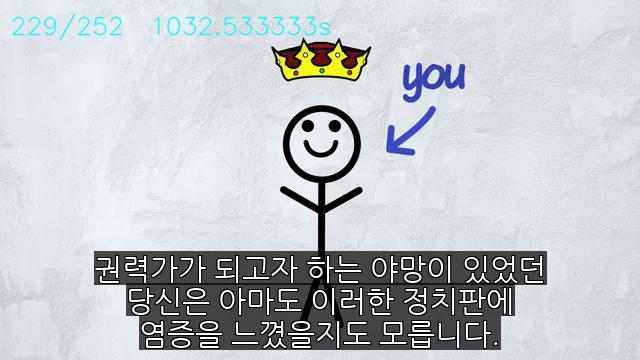 229/252 1032.533333s
you
권력가가 되고자 하는 야망이 있었던
당신은 아마도 이러한 정치판에
염증을 느꼈을지도 모릅니다.